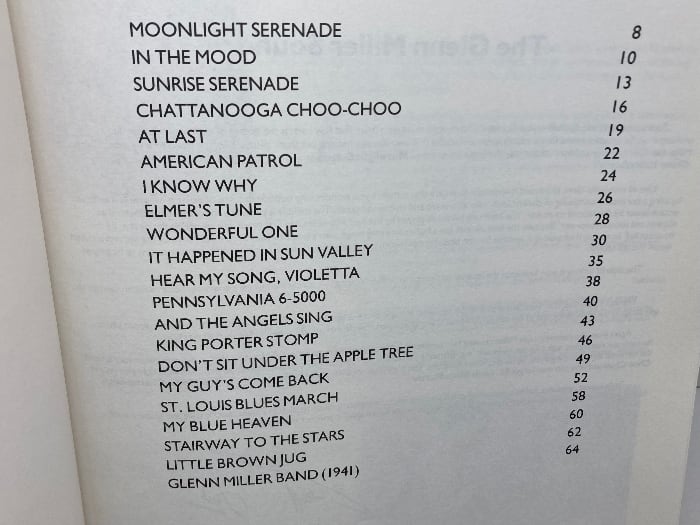 MOONLIGHT SERENADE 8
IN THE MOOD 10
SUNRISE SERENADE 13
CHATTANOOGA CHOO-CHOO 16
AT LAST 19
AMERICAN PATROL 22
I KNOW WHY 24
ELMER'S TUNE 26
WONDERFUL ONE 28
IT HAPPENED IN SUN VALLEY 30
HEAR MY SONG, VIOLETTA 35
PENNSYLVANIA 6-5000 38
AND THE ANGELS SING 40
KING PORTER STOMP 43
DON'T SIT UNDER THE APPLE TREE 46
MY GUY'S COME BACK 49
ST. LOUIS BLUES MARCH 52
MY BLUE HEAVEN 58
STAIRWAY TO THE STARS 60
LITTLE BROWN JUG 62
GLENN MILLER BAND (1941) 64